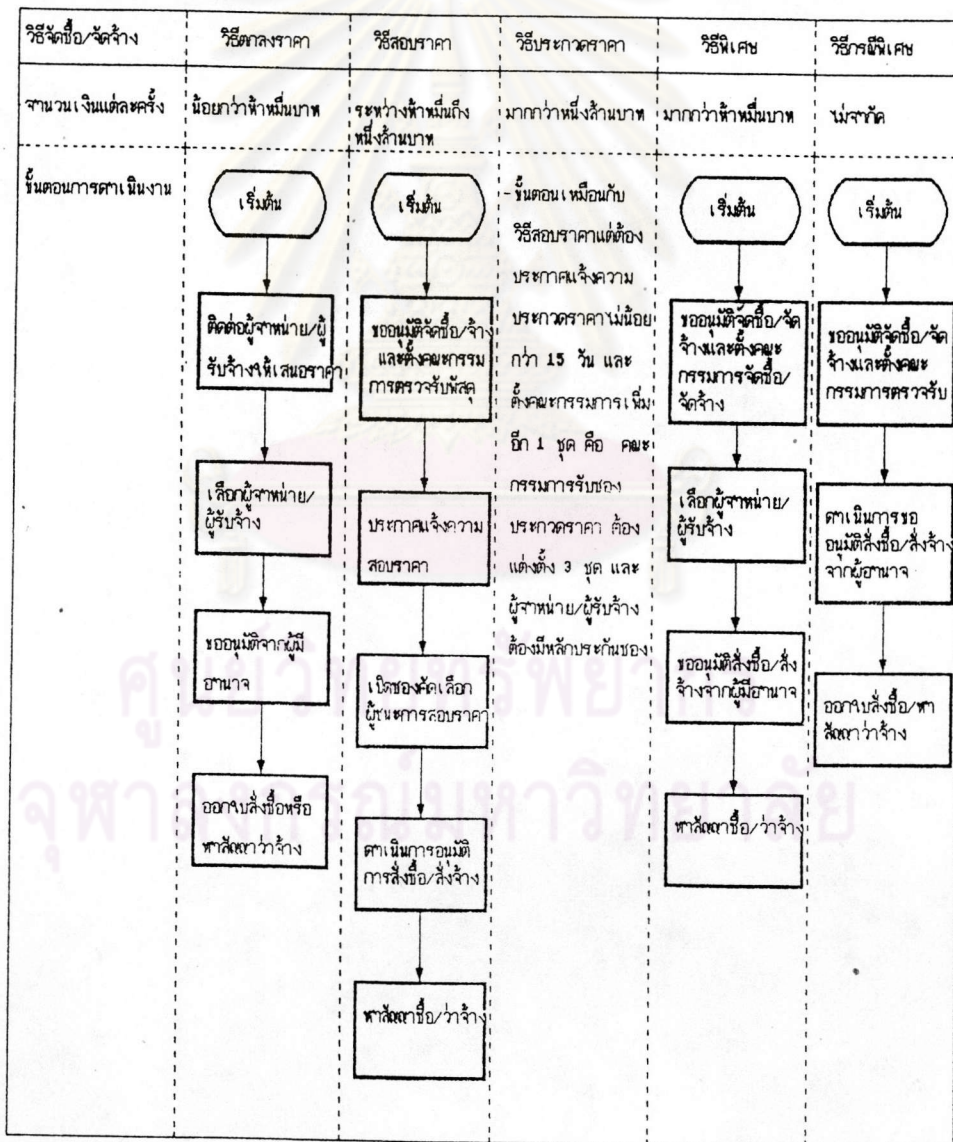 วิธีจัดซื้อ/จัดจ้าง
วิธีตกลงราคา
วิธีสอบราคา
วิธีประกวดราคา
วิธีพิเศษ
วิธีกรณีพิเศษ
จำนวนเงินแต่ละครั้ง
น้อยกว่าห้าหมื่นบาท
ระหว่างห้าหมื่นถึง
หนึ่งล้านบาท
มากกว่าหนึ่งล้านบาท
มากกว่าห้าหมื่นบาท
ไม่จำกัด
ขั้นตอนการดำเนินงาน
เริ่มต้น
ติดต่อผู้จำหน่าย/ผู้
รับจ้างให้เสนอราคา
เลือกผู้จำหน่าย/
ผู้รับจ้าง
ขออนุมัติจากผู้มี
อำนาจ
ออกใบสั่งซื้อหรือ
ทำสัญญาว่าจ้าง
เริ่มต้น
ขออนุมัติจัดซื้อ/จ้าง
และตั้งคณะกรรม
การตรวจรับพัสดุ
ประกาศแจ้งความ
สอบราคา
เปิดซองคัดเลือก
ผู้ชนะการสอบราคา
ดำเนินการอนุมัติ
การสั่งซื้อ/สั่งจ้าง
ทำสัญญาซื้อ/ว่าจ้าง
-ขั้นตอนเหมือนกับ
วิธีสอบราคาแต่ต้อง
ประกาศแจ้งความ
ประกวดราคาไม่น้อย
กว่า 15 วัน และ
ตั้งคณะกรรมการเพิ่ม
อีก 1 ชุด คือ คณะ
กรรมการรับซอง
ประกวดราคา ต้อง
แต่งตั้ง 3 ชุด และ
ผู้จำหน่าย/ผู้รับจ้าง
ต้องมีหลักประกันซอง
เริ่มต้น
ขออนุมัติจัดซื้อ/จัด
จ้างและตั้งคณะ
กรรมการจัดซื้อ/
จัดจ้าง
เลือกผู้จำหน่าย/
ผู้รับจ้าง
ขออนุมัติสั่งซื้อ/สั่ง
จ้างจากผู้มีอำนาจ
ทำสัญญาซื้อ/ว่าจ้าง
เริ่มต้น
ขออนุมัติจัดซื้อ/จัด
จ้างและตั้งคณะ
กรรมการตรวจรับ
ดำเนินการขอ
อนุมัติสั่งซื้อ/สั่งจ้าง
จากผู้อำนาจ
ออกใบสั่งซื้อ/ทำ
สัญญาว่าจ้าง
ศูนย์วิทยทรัพยากร
จุฬาลงกรณ์มหาวิทยาลัย